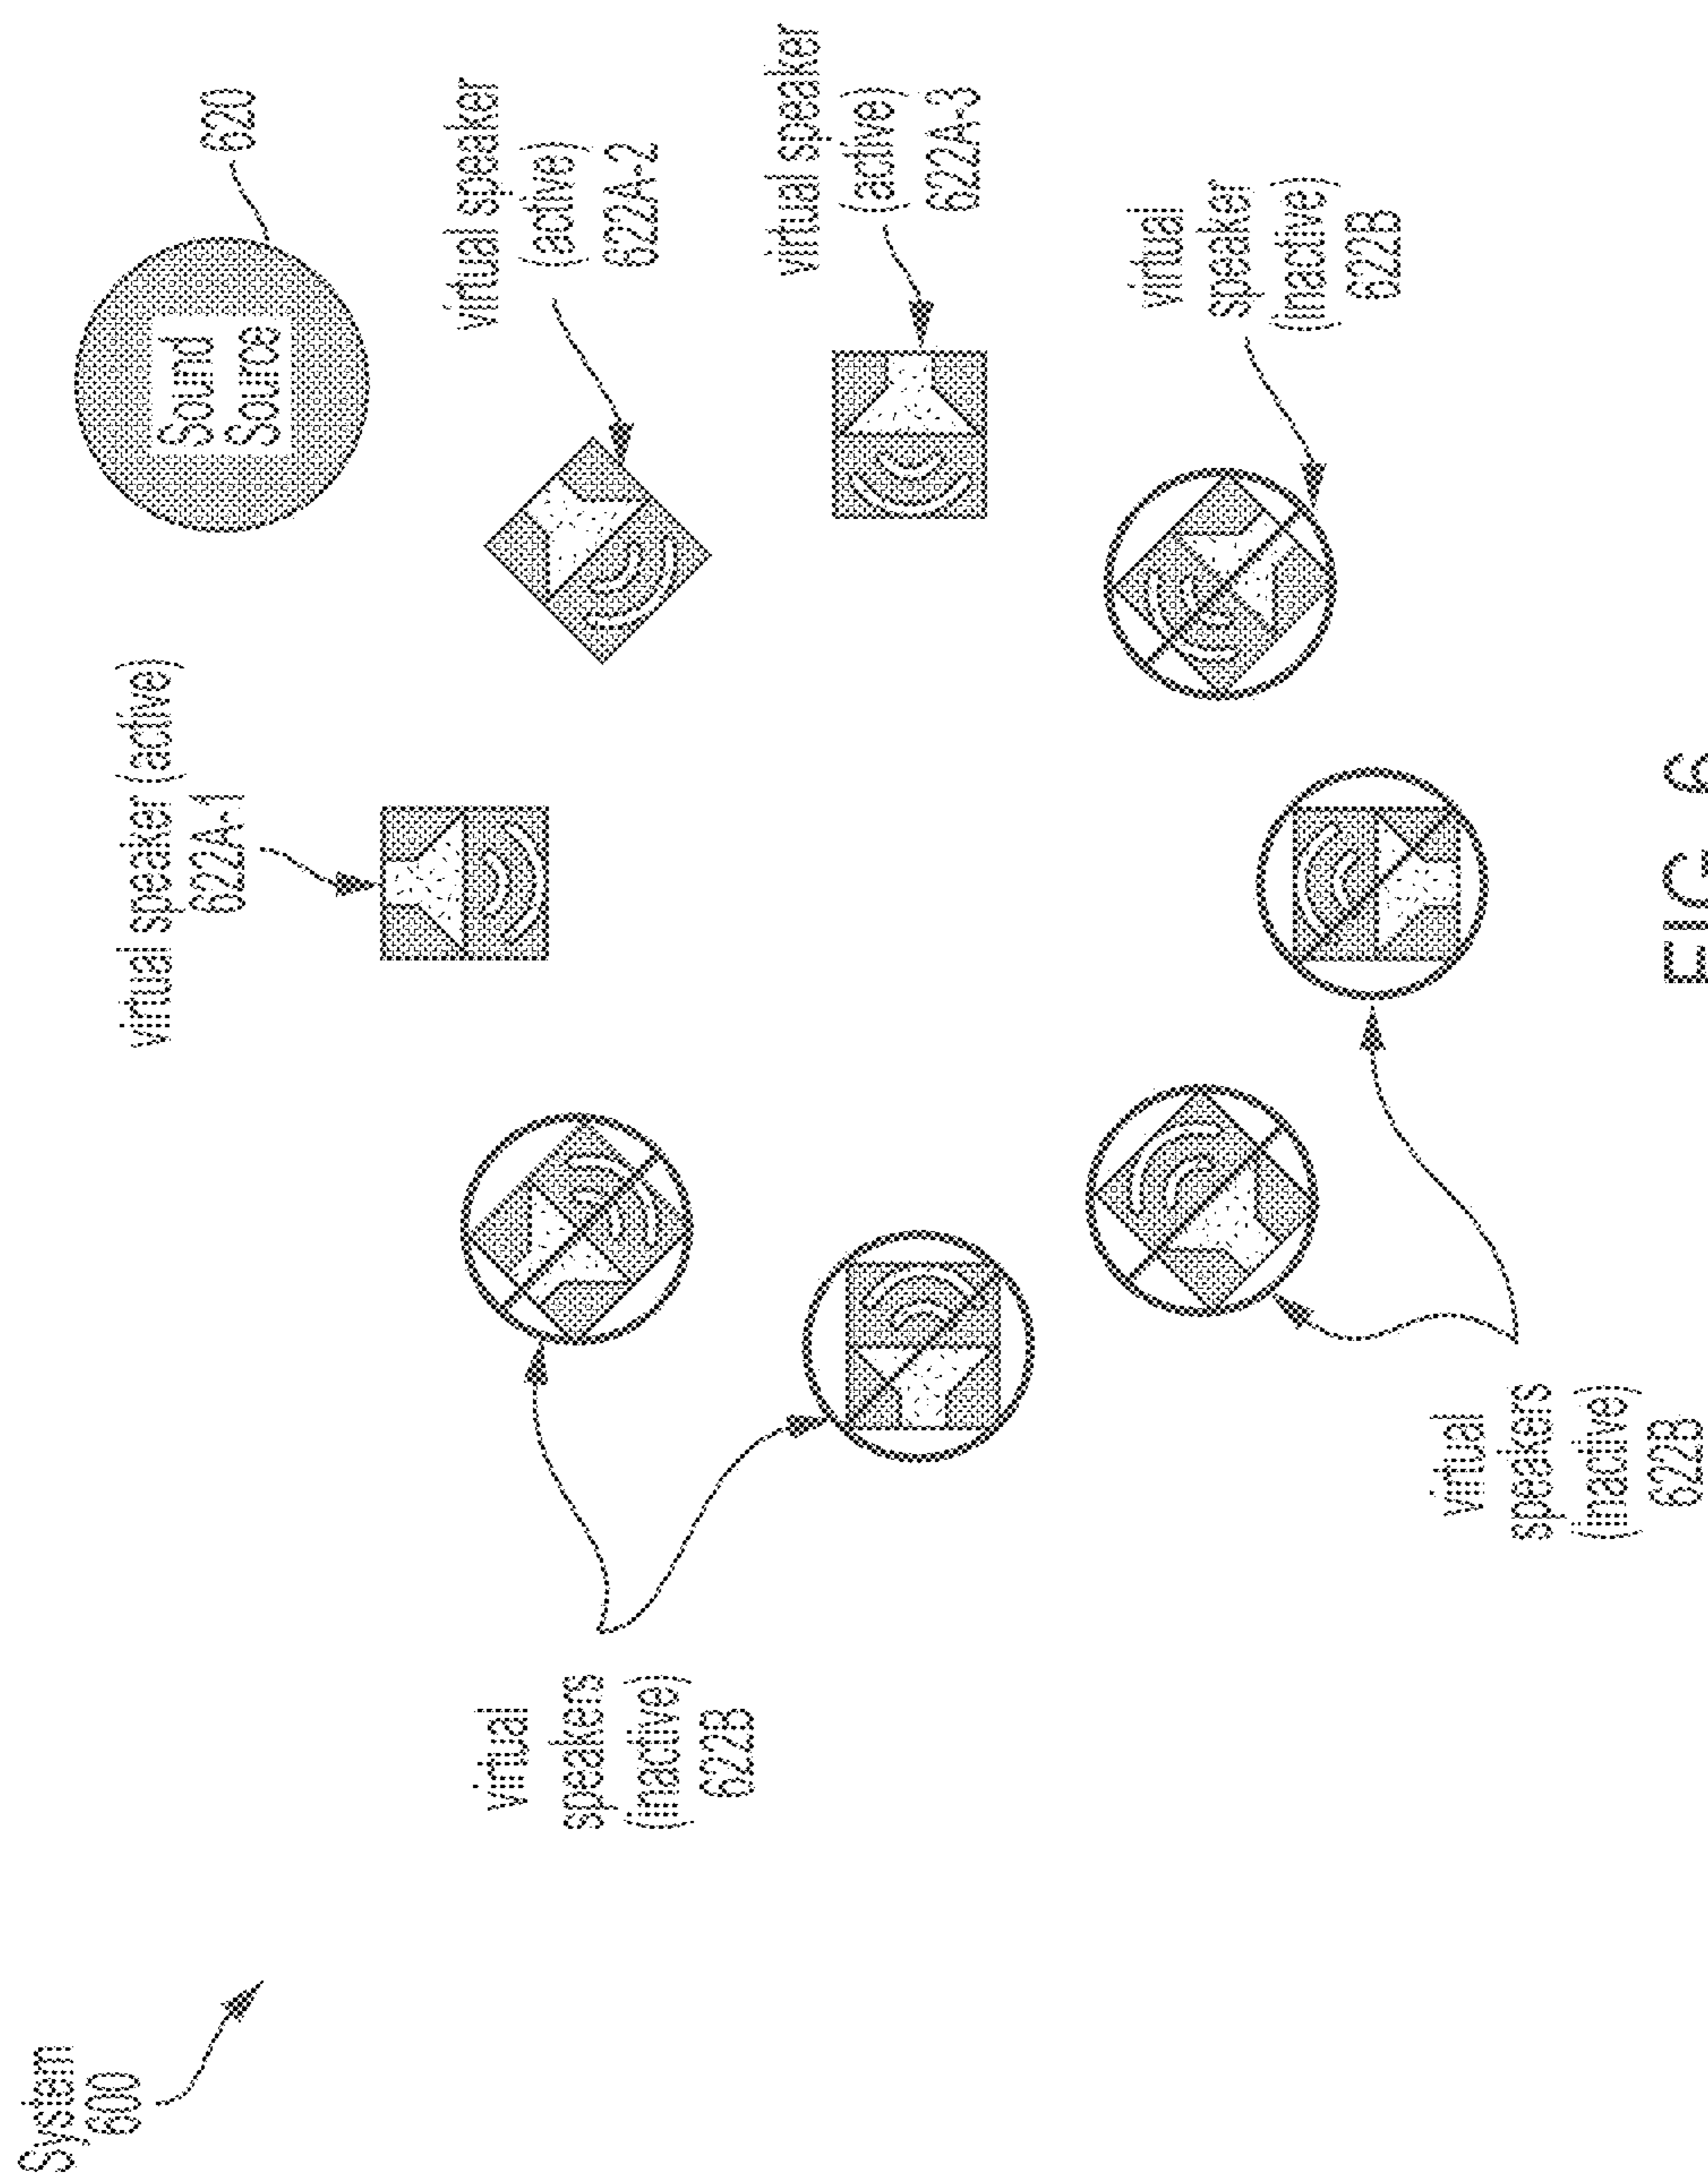 System
600
virtual speaker (active)
622A-1
Sound
Source
620
virtual speaker
(active)
622A-2
virtual speaker
(active)
622A-3
virtual
speaker
(inactive)
622B
virtual
speakers
(inactive)
622B
virtual
speakers
(inactive)
622B
FIG. 6